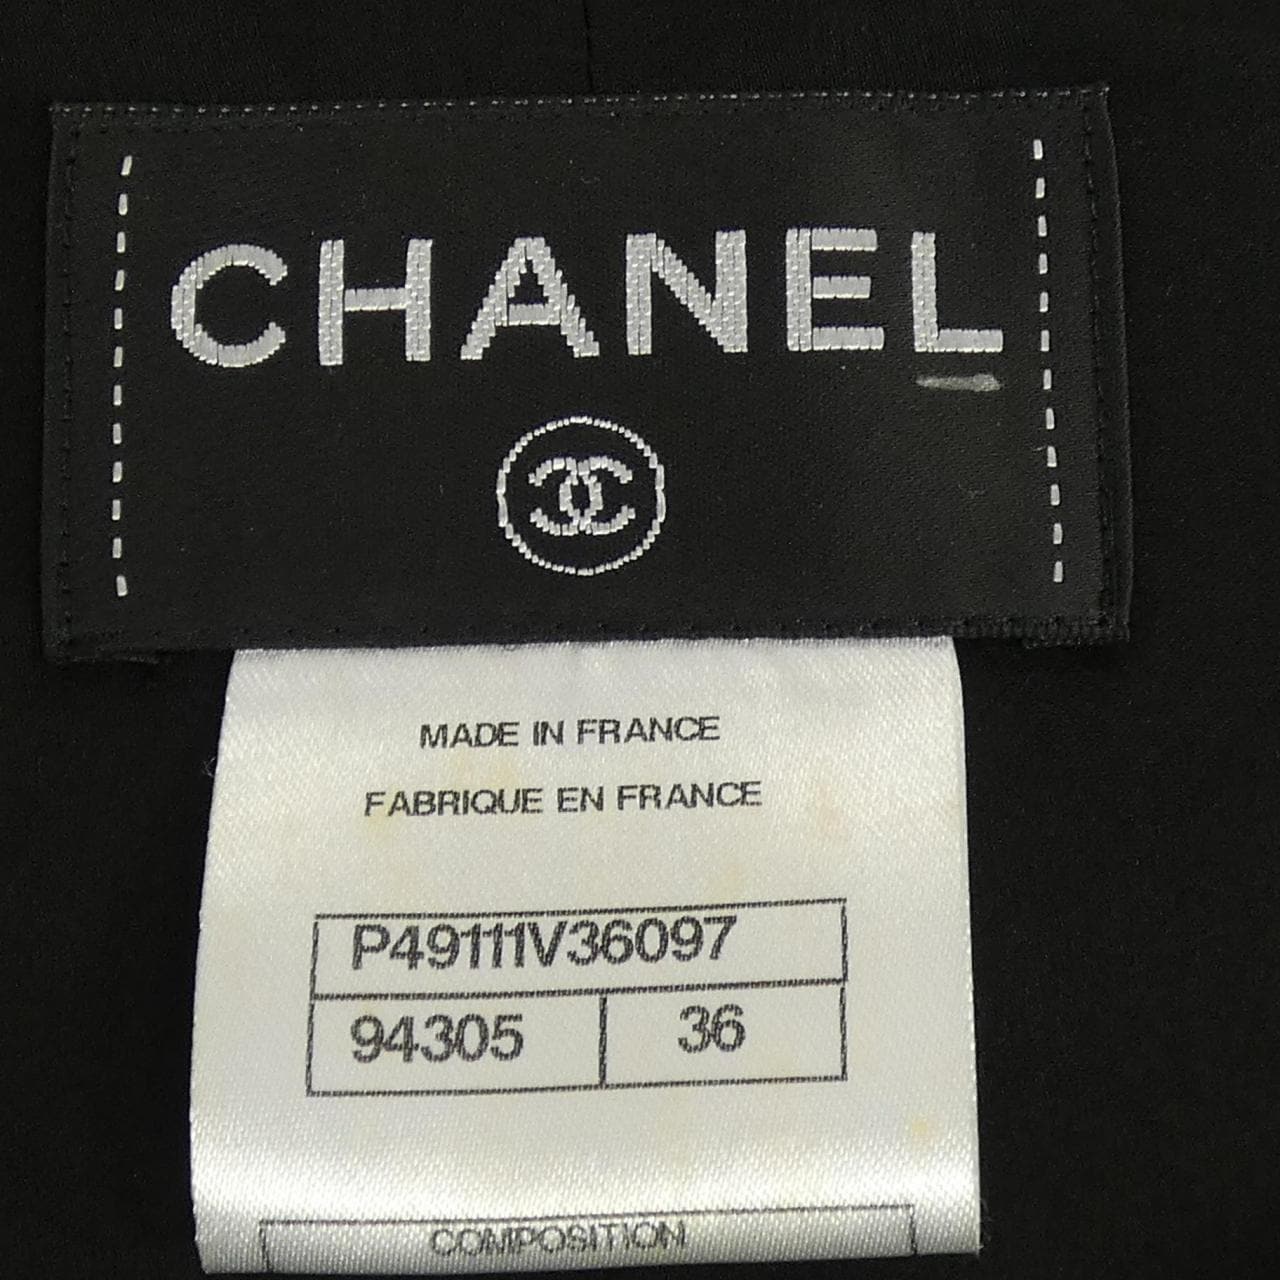 CHANEL
MADE IN FRANCE
FABRIQUE EN FRANCE
P49111V36097
94305 36
COMPOSITION